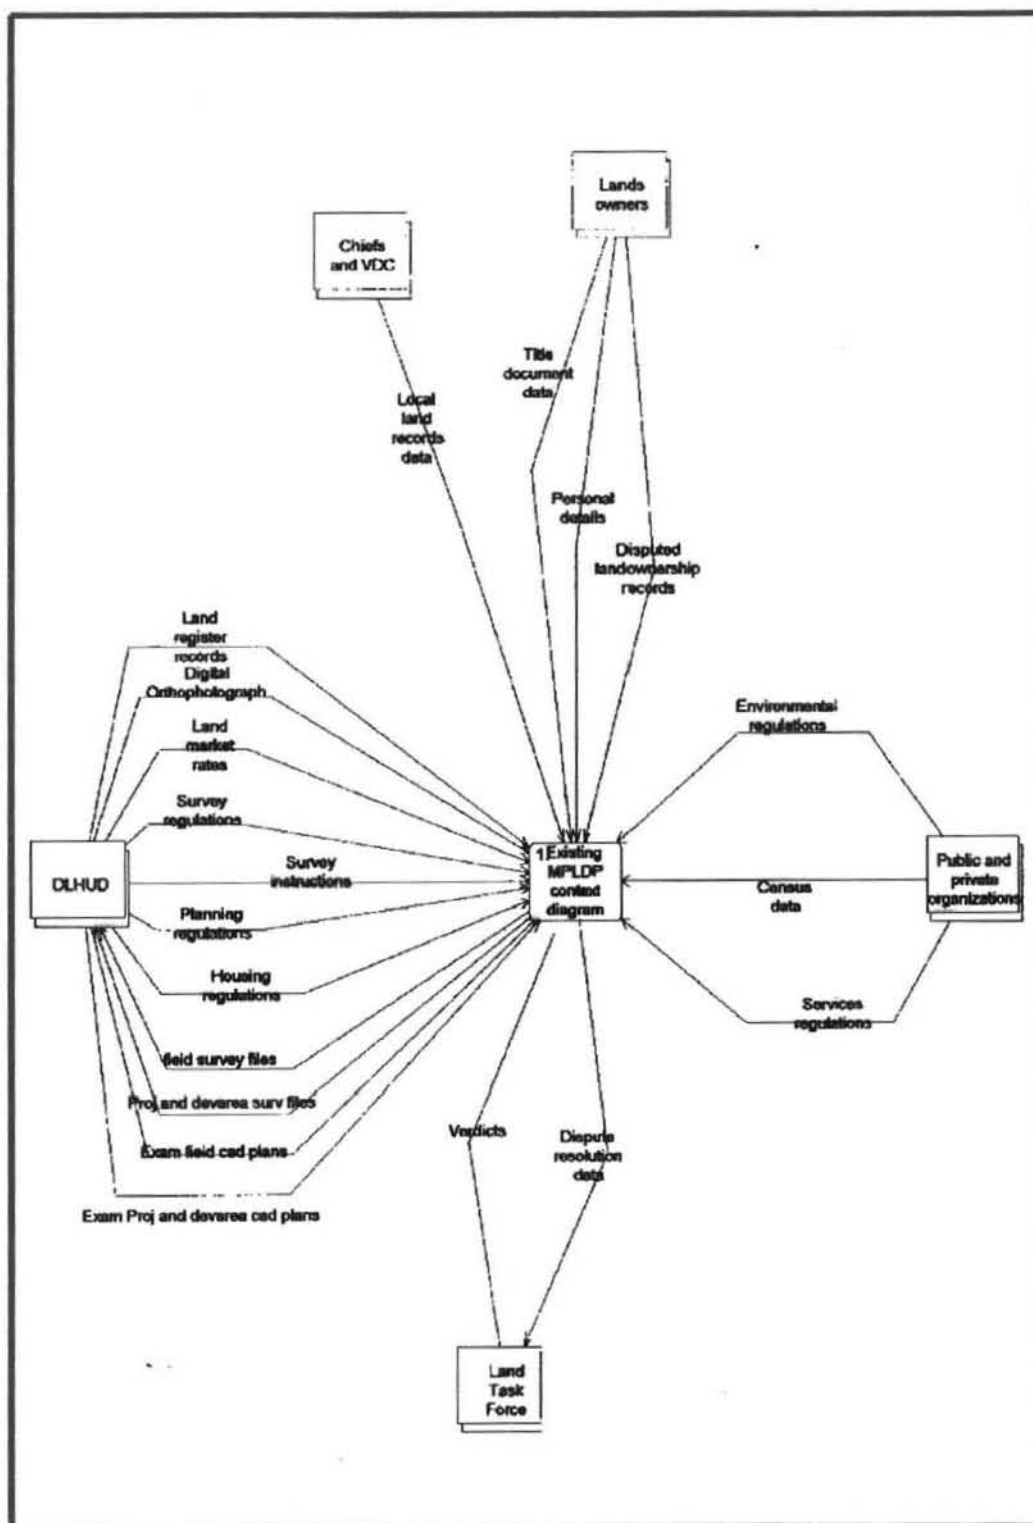 Lands
owners
Chiefs
and VDC
Title
document
data
Local
land
records
data
Personal
details
Disputed
landownership
records
Land
register
records
Digital
Orthophotograph
Land
market
rates
Survey
regulations
Survey
instructions
Planning
regulations
Housing
regulations
field survey files
Proj and devarea surv files
Exam field cad plans
Exam Proj and devarea cad plans
DLHUD
1 Existing
MPLDP
context
diagram
Environmental
regulations
Census
data
Services
regulations
Public and
private
organizations
Verdicts
Dispute
resolution
data
Land
Task
Force